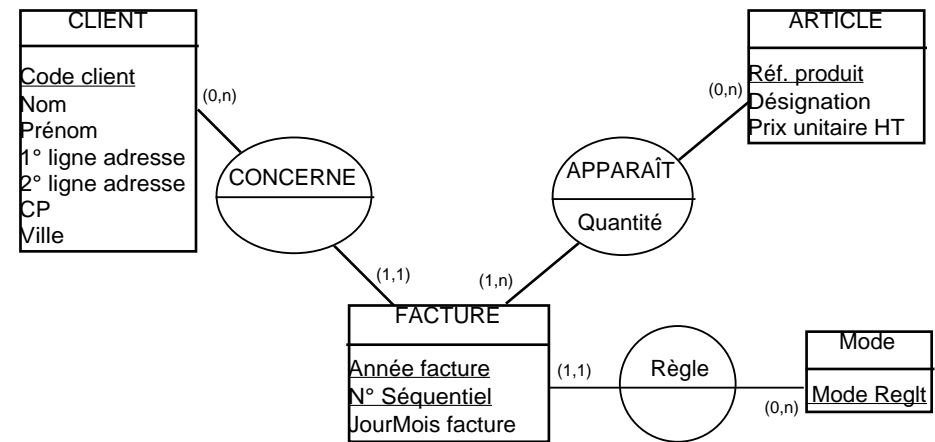 CLIENT
Code client
Nom
Prénom
1° ligne adresse
2° ligne adresse
CP
Ville
(0,n)
CONCERNE
(1,1)
ARTICLE
Réf. produit
Désignation
Prix unitaire HT
(0,n)
APPARAÎT
Quantité
(1,n)
FACTURE
Année facture
N° Séquentiel
JourMois facture
(1,1)
Règle
(0,n)
Mode
Mode Reglt